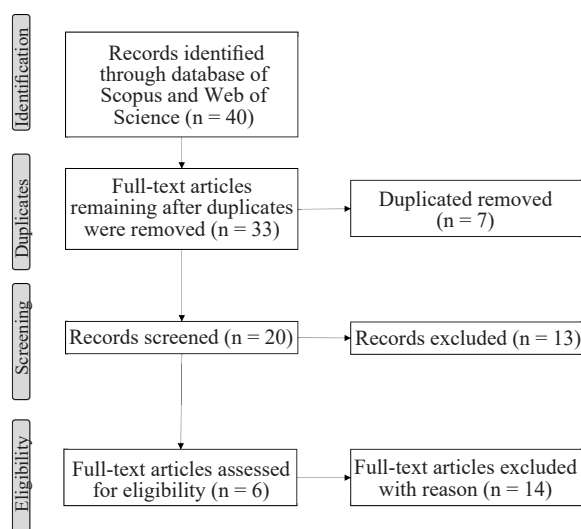 Identification
Records identified
through database of
Scopus and Web of
Science (n = 40)
Duplicates
Full-text articles
remaining after duplicates
were removed (n = 33)
Duplicated removed
(n = 7)
Screening
Records screened (n = 20)
Records excluded (n = 13)
Eligibility
Full-text articles assessed
for eligibility (n = 6)
Full-text articles excluded
with reason (n = 14)